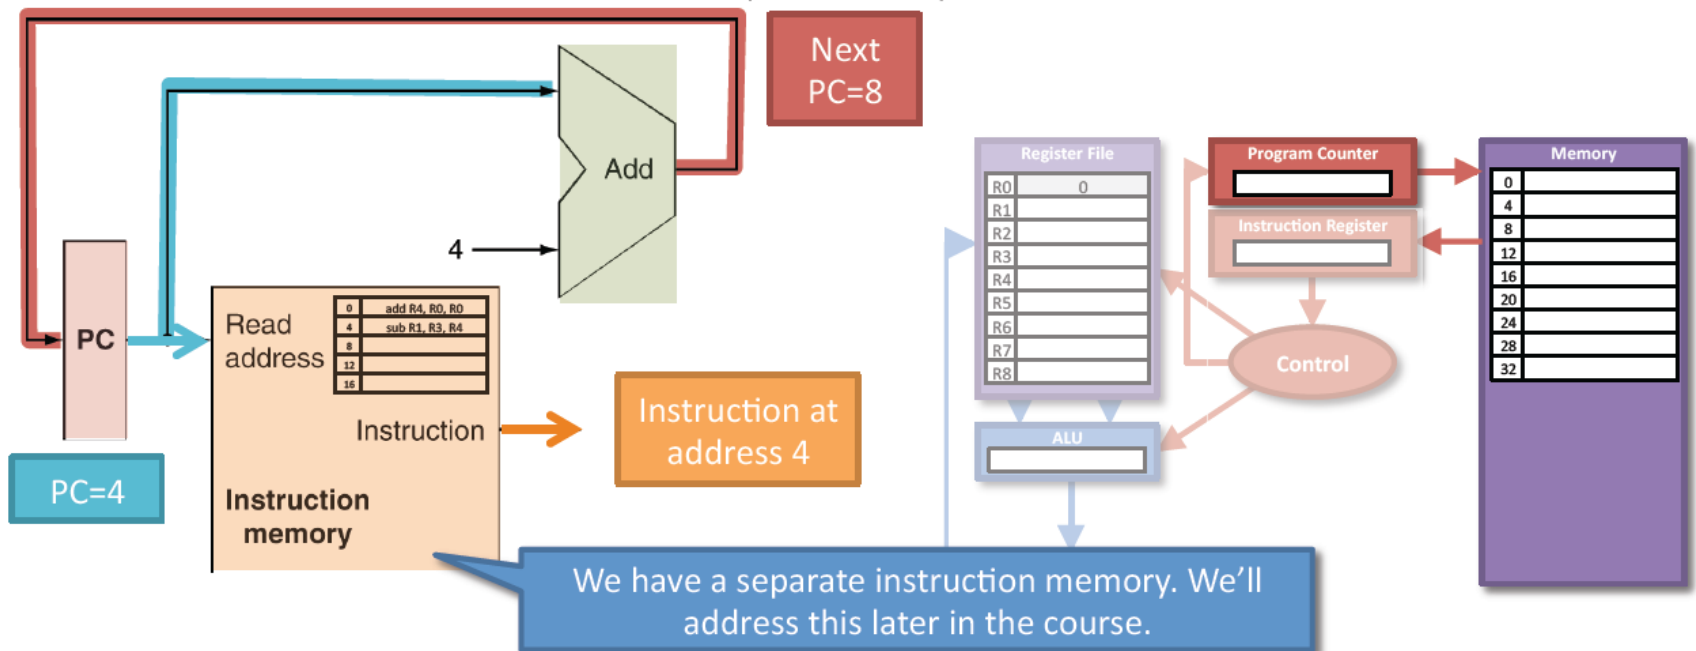 Next
PC=8
Add
4
PC
PC=4
Read
address
0 add R4, R0, R0
4 sub R1, R3, R4
8
12
16
Instruction
Instruction
memory
Instruction at
address 4
We have a separate instruction memory. We’ll
address this later in the course.
Register File
R0 0
R1
R2
R3
R4
R5
R6
R7
R8
ALU
Program Counter
Instruction Register
Control
Memory
0
4
8
12
16
20
24
28
32